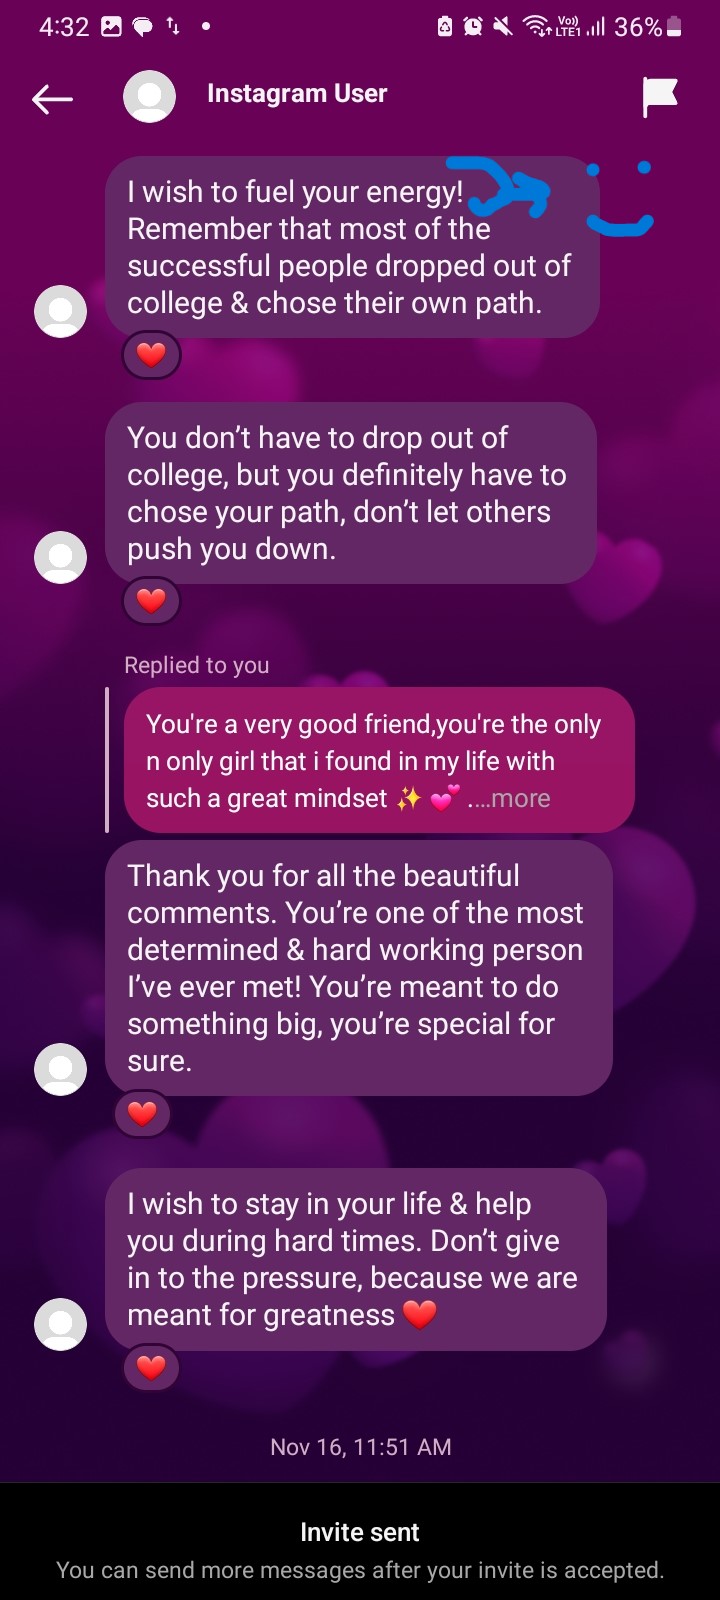 4:32
Vo)) LTE1 36%
Instagram User
I wish to fuel your energy!
Remember that most of the
successful people dropped out of
college & chose their own path.
❤️
You don’t have to drop out of
college, but you definitely have to
chose your path, don’t let others
push you down.
❤️
Replied to you
You're a very good friend,you're the only
n only girl that i found in my life with
such a great mindset ✨ 💕 ....more
Thank you for all the beautiful
comments. You’re one of the most
determined & hard working person
I’ve ever met! You’re meant to do
something big, you’re special for
sure.
❤️
I wish to stay in your life & help
you during hard times. Don’t give
in to the pressure, because we are
meant for greatness ❤️
❤️
Nov 16, 11:51 AM
Invite sent
You can send more messages after your invite is accepted.